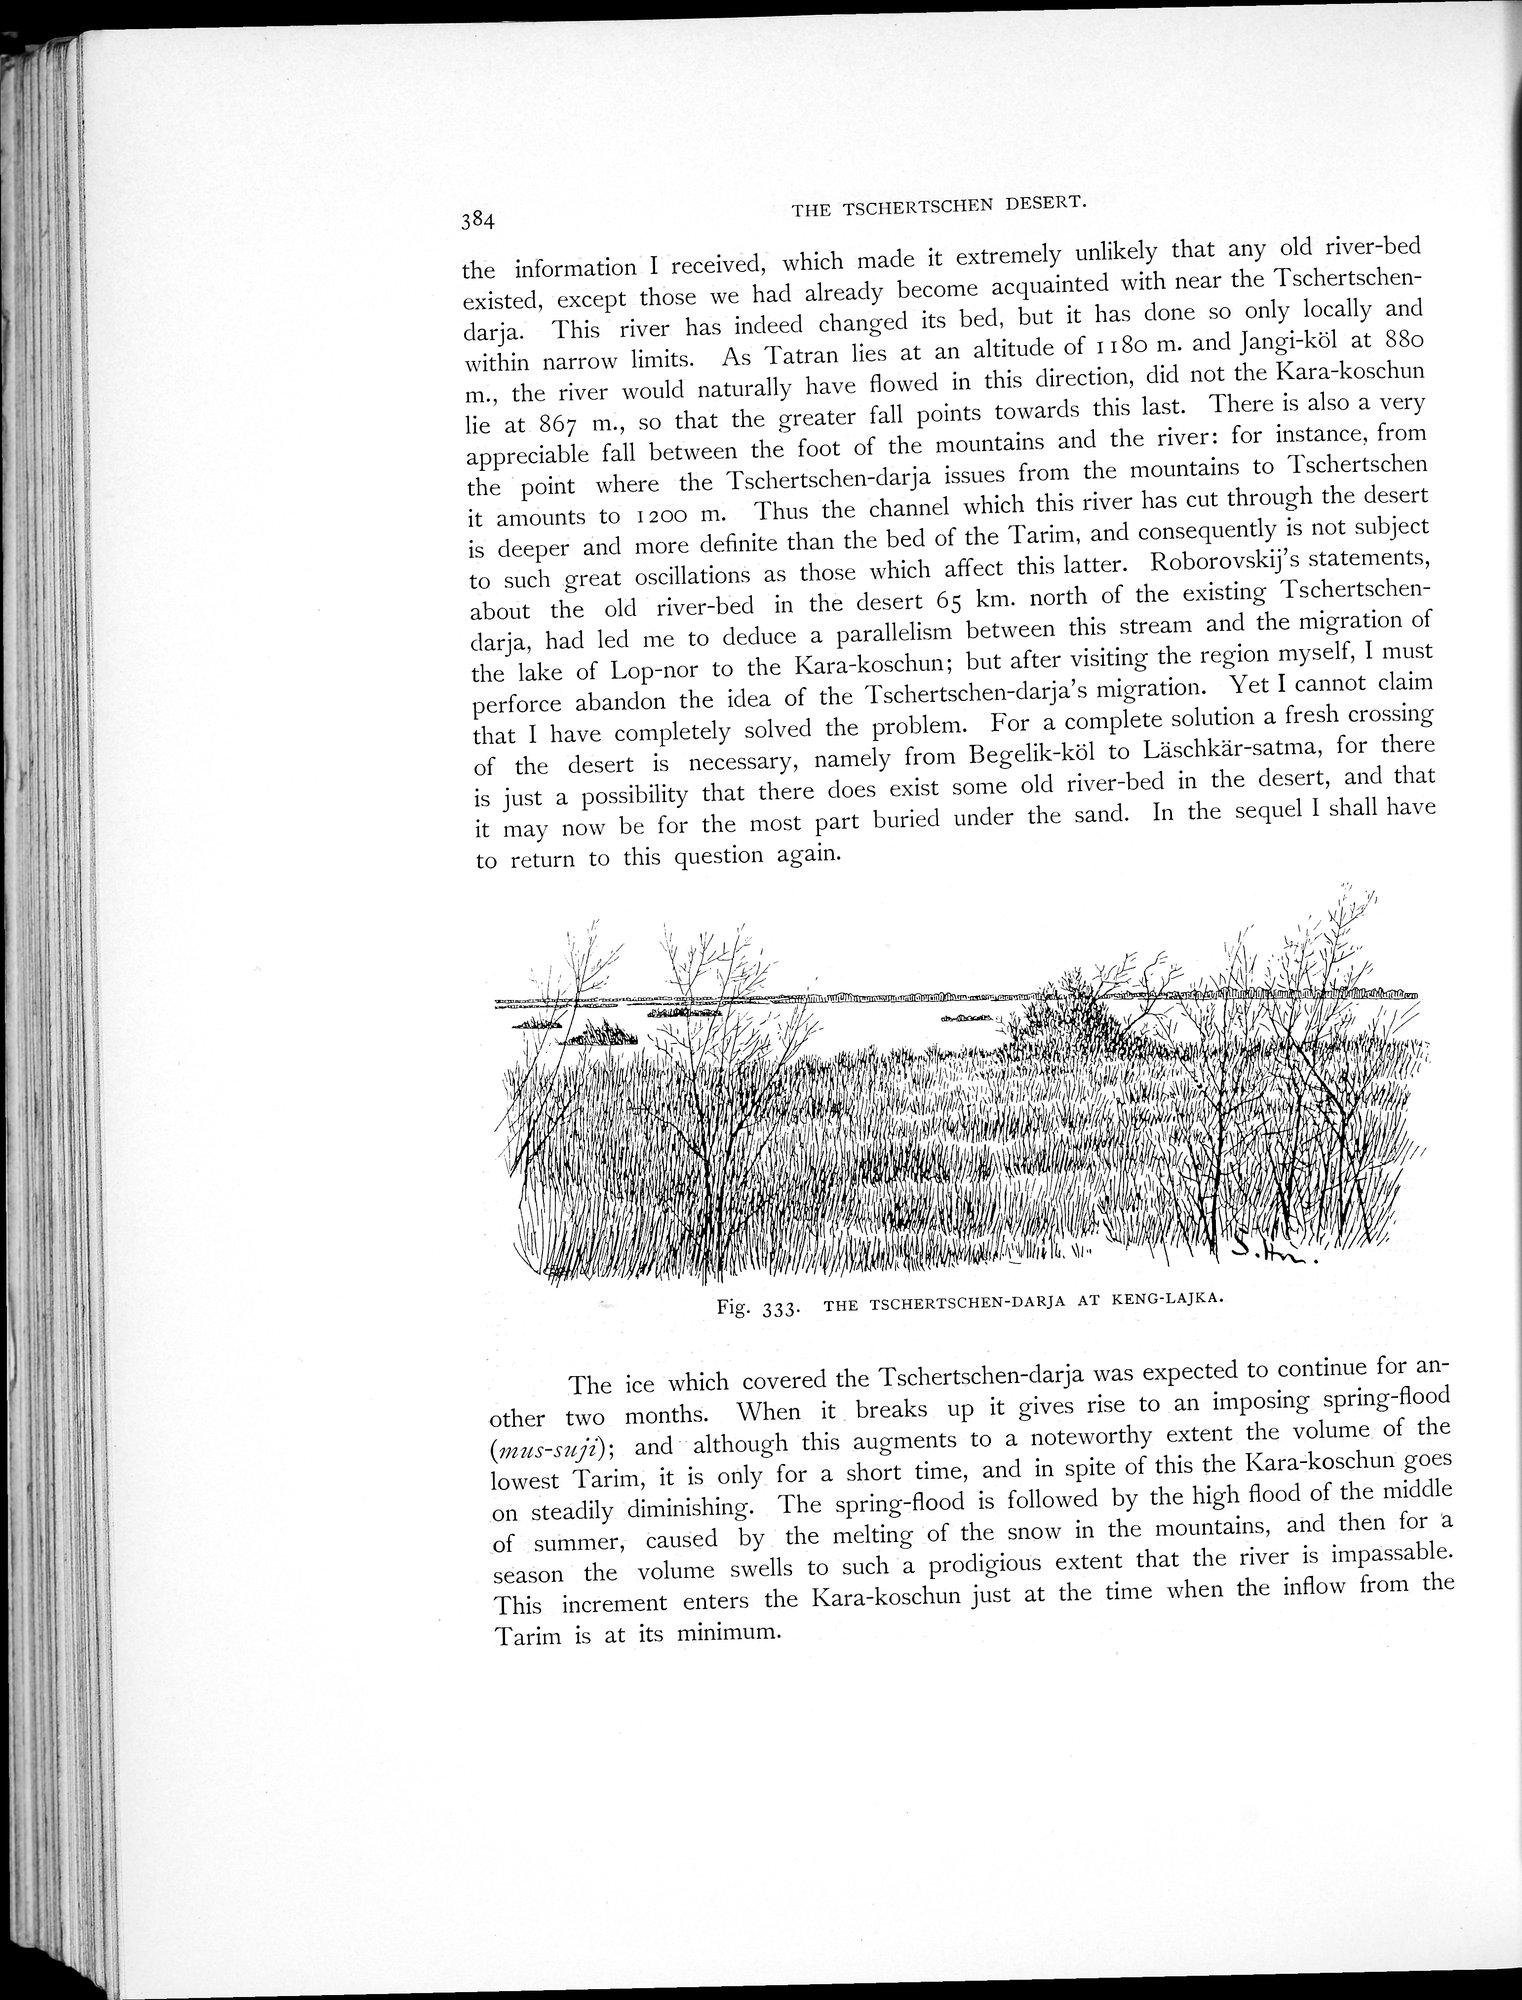 384
THE TSCHERTSCHEN DESERT.
the information I received, which made it extremely unlikely that any old river-bed
existed, except those we had already become acquainted with near the Tschertschen-
darja. This river has indeed changed its bed, but it has done so only locally and
within narrow limits. As Tatran lies at an altitude of 1180 m. and Jangi-köl at 880
m., the river would naturally have flowed in this direction, did not the Kara-koschun
lie at 867 m., so that the greater fall points towards this last. There is also a very
appreciable fall between the foot of the mountains and the river: for instance, from
the point where the Tschertschen-darja issues from the mountains to Tschertschen
it amounts to 1200 m. Thus the channel which this river has cut through the desert
is deeper and more definite than the bed of the Tarim, and consequently is not subject
to such great oscillations as those which affect this latter. Roborovskij's statements,
about the old river-bed in the desert 65 km. north of the existing Tschertschen-
darja, had led me to deduce a parallelism between this stream and the migration of
the lake of Lop-nor to the Kara-koschun; but after visiting the region myself, I must
perforce abandon the idea of the Tschertschen-darja's migration. Yet I cannot claim
that I have completely solved the problem. For a complete solution a fresh crossing
of the desert is necessary, namely from Begelik-köl to Läschkär-satma, for there
is just a possibility that there does exist some old river-bed in the desert, and that
it may now be for the most part buried under the sand. In the sequel I shall have
to return to this question again.
S. Hn.
Fig. 333. THE TSCHERTSCHEN-DARJA AT KENG-LAJKA.
The ice which covered the Tschertschen-darja was expected to continue for an-
other two months. When it breaks up it gives rise to an imposing spring-flood
(mus-suji); and although this augments to a noteworthy extent the volume of the
lowest Tarim, it is only for a short time, and in spite of this the Kara-koschun goes
on steadily diminishing. The spring-flood is followed by the high flood of the middle
of summer, caused by the melting of the snow in the mountains, and then for a
season the volume swells to such a prodigious extent that the river is impassable.
This increment enters the Kara-koschun just at the time when the inflow from the
Tarim is at its minimum.